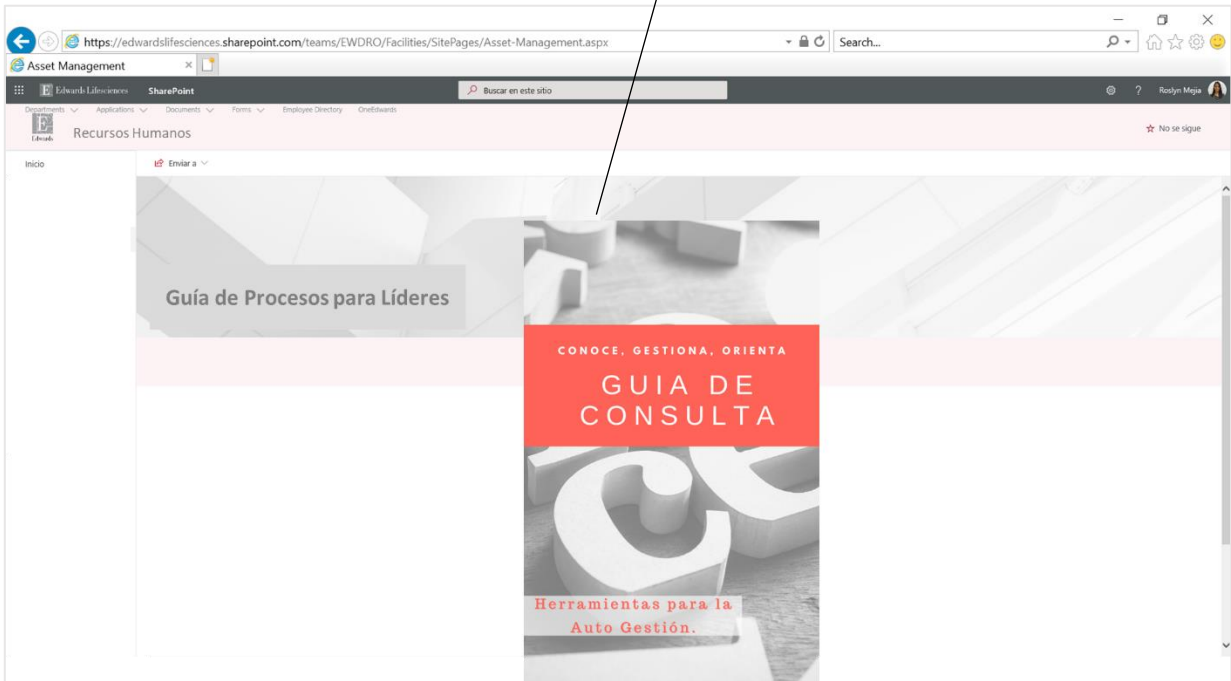 https://edwardslifesciences.sharepoint.com/teams/EWDRO/Facilities/SitePages/Asset-Management.aspx
Search...
Asset Management
Edwards Lifesciences
SharePoint
Buscar en este sitio
Roslyn Mejia
Departments
Applications
Documents
Forms
Employee Directory
OneEdwards
E
Edwards
Recursos Humanos
No se sigue
Inicio
Enviar a
Guía de Procesos para Líderes
CONOCE, GESTIONA, ORIENTA
GUIA DE
CONSULTA
Herramientas para la
Auto Gestión.